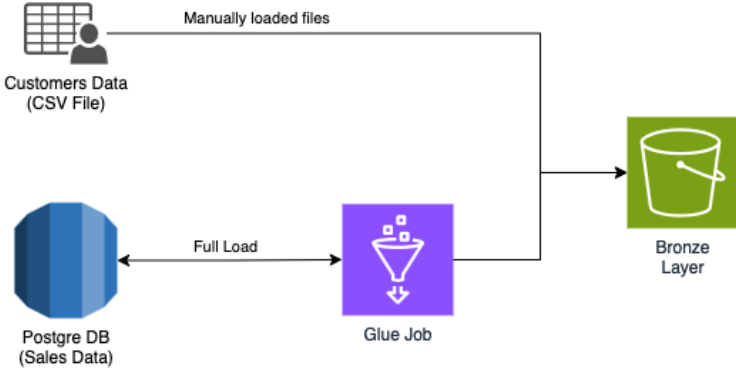 Manually loaded files
Customers Data
(CSV File)
Full Load
Bronze
Layer
Glue Job
Postgre DB
(Sales Data)